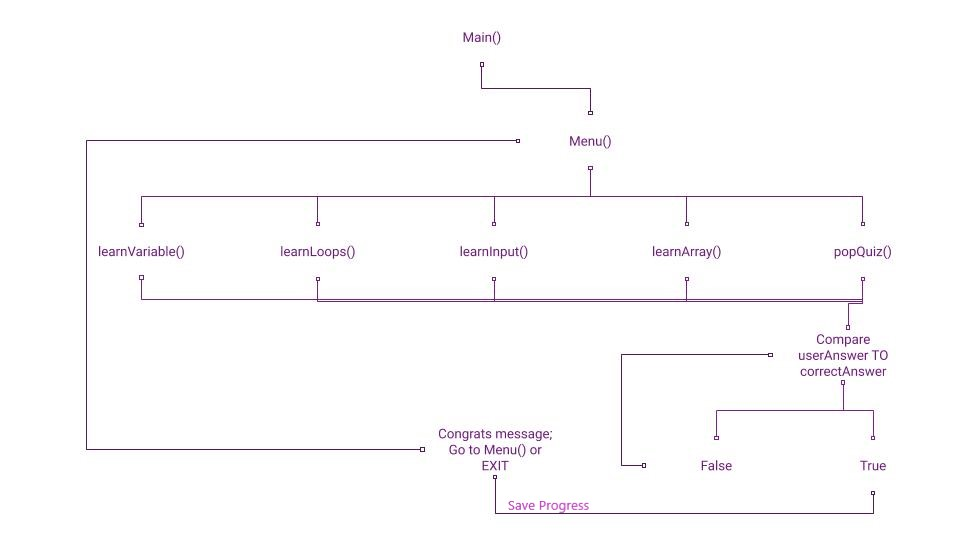 Main()
Menu()
learnVariable()
learnLoops()
learnInput()
learnArray()
popQuiz()
Compare
userAnswer TO
correctAnswer
Congrats message;
Go to Menu() or
EXIT
False
True
Save Progress